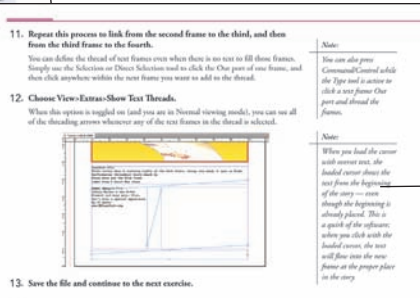 11. Repeat this process to link from the second frame to the third, and then
from the third frame to the fourth.
You can define the thread of text frames even when there is no text to fill those frames.
Simply use the Selection or Direct Selection tool to click the Out port of one frame, and
then click anywhere within the next frame you want to add to the thread.
12. Choose View>Extras>Show Text Threads.
When this option is toggled on (and you are in Normal viewing mode), you can see all
of the threading arrows whenever any of the text frames in the thread is selected.
13. Save the file and continue to the next exercise.
Note:
You can also press
Command/Control while
the Type tool is active to
click a text frame Out
port and thread the
frames.
Note:
When you load the cursor
with overset text, the
loaded cursor shows the
text from the beginning
of the story — even
though the beginning is
already placed. This is
a quirk of the software;
when you click with the
loaded cursor, the text
will flow into the new
frame at the proper place
in the story.